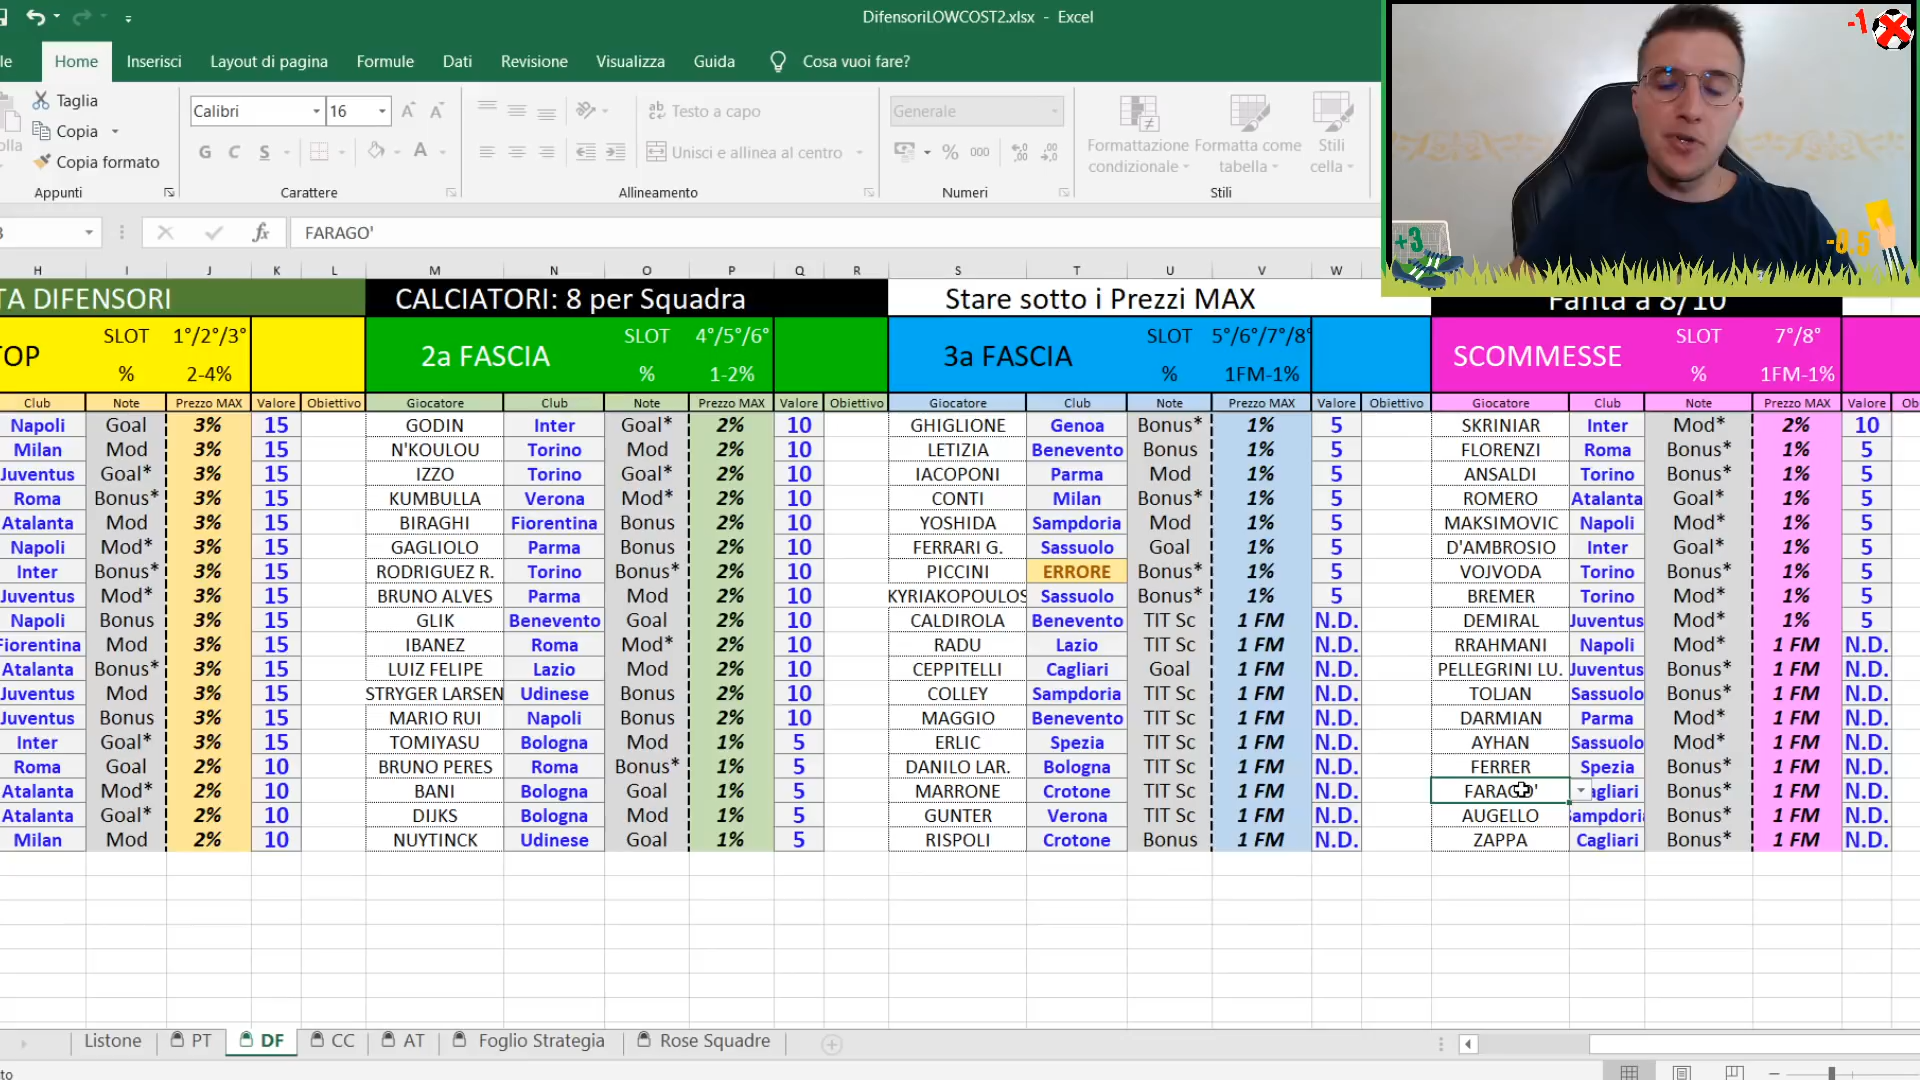 DifensoriLOWCOST2.xlsx - Excel
Home Inserisci Layout di pagina Formule Dati Revisione Visualizza Guida Cosa vuoi fare?
Taglia
Copia
Copia formato
Appunti
Calibri 16
G C S
Carattere
Testo a capo
Unisci e allinea al centro
Allineamento
Generale
% 000
Numeri
Formattazione condizionale
Formatta come tabella
Stili cella
Stili
-1
+3
fx FARAGO'
H I J K L M N O P Q R S T U V W
TA DIFENSORI CALCIATORI: 8 per Squadra Stare sotto i Prezzi MAX Fanta a 8/10
TOP SLOT 1°/2°/3° % 2-4%
2a FASCIA SLOT 4°/5°/6° % 1-2%
3a FASCIA SLOT 5°/6°/7°/8° % 1FM-1%
SCOMMESSE SLOT 7°/8° % 1FM-1%
Club Note Prezzo MAX Valore Obiettivo Giocatore Club Note Prezzo MAX Valore Obiettivo Giocatore Club Note Prezzo MAX Valore Obiettivo Giocatore Club Note Prezzo MAX Valore Ob
Napoli Goal 3% 15 GODIN Inter Goal* 2% 10 GHIGLIONE Genoa Bonus* 1% 5 SKRINIAR Inter Mod* 2% 10
Milan Mod 3% 15 N'KOULOU Torino Mod 2% 10 LETIZIA Benevento Bonus 1% 5 FLORENZI Roma Bonus* 1% 5
Juventus Goal* 3% 15 IZZO Torino Goal* 2% 10 IACOPONI Parma Mod 1% 5 ANSALDI Torino Bonus* 1% 5
Roma Bonus* 3% 15 KUMBULLA Verona Mod* 2% 10 CONTI Milan Bonus* 1% 5 ROMERO Atalanta Goal* 1% 5
Atalanta Mod 3% 15 BIRAGHI Fiorentina Bonus 2% 10 YOSHIDA Sampdoria Mod 1% 5 MAKSIMOVIC Napoli Mod* 1% 5
Napoli Mod* 3% 15 GAGLIOLO Parma Bonus 2% 10 FERRARI G. Sassuolo Goal 1% 5 D'AMBROSIO Inter Goal* 1% 5
Inter Bonus* 3% 15 RODRIGUEZ R. Torino Bonus* 2% 10 PICCINI ERRORE Bonus* 1% 5 VOJVODA Torino Bonus* 1% 5
Juventus Mod* 3% 15 BRUNO ALVES Parma Mod 2% 10 KYRIAKOPOULOS Sassuolo Bonus* 1% 5 BREMER Torino Mod* 1% 5
Napoli Bonus 3% 15 GLIK Benevento Goal 2% 10 CALDIROLA Benevento TIT Sc 1 FM N.D. DEMIRAL Juventus Mod* 1% 5
Fiorentina Mod 3% 15 IBANEZ Roma Mod* 2% 10 RADU Lazio TIT Sc 1 FM N.D. RRAHMANI Napoli Mod* 1 FM N.D.
Atalanta Bonus* 3% 15 LUIZ FELIPE Lazio Mod 2% 10 CEPPITELLI Cagliari Goal 1 FM N.D. PELLEGRINI LU. Juventus Bonus* 1 FM N.D.
Juventus Mod 3% 15 STRYGER LARSEN Udinese Bonus 2% 10 COLLEY Sampdoria TIT Sc 1 FM N.D. TOLJAN Sassuolo Bonus* 1 FM N.D.
Juventus Bonus 3% 15 MARIO RUI Napoli Bonus 2% 10 MAGGIO Benevento TIT Sc 1 FM N.D. DARMIAN Parma Mod* 1 FM N.D.
Inter Goal* 3% 15 TOMIYASU Bologna Mod 1% 5 ERLIC Spezia TIT Sc 1 FM N.D. AYHAN Sassuolo Mod* 1 FM N.D.
Roma Goal 2% 10 BRUNO PERES Roma Bonus* 1% 5 DANILO LAR. Bologna TIT Sc 1 FM N.D. FERRER Spezia Bonus* 1 FM N.D.
Atalanta Mod* 2% 10 BANI Bologna Goal 1% 5 MARRONE Crotone TIT Sc 1 FM N.D. FARAGO' agliari Bonus* 1 FM N.D.
Atalanta Goal* 2% 10 DIJKS Bologna Mod 1% 5 GUNTER Verona TIT Sc 1 FM N.D. AUGELLO Sampdoria Bonus* 1 FM N.D.
Milan Mod 2% 10 NUYTINCK Udinese Goal 1% 5 RISPOLI Crotone Bonus 1 FM N.D. ZAPPA Cagliari Bonus* 1 FM N.D.
Listone PT DF CC AT Foglio Strategia Rose Squadre